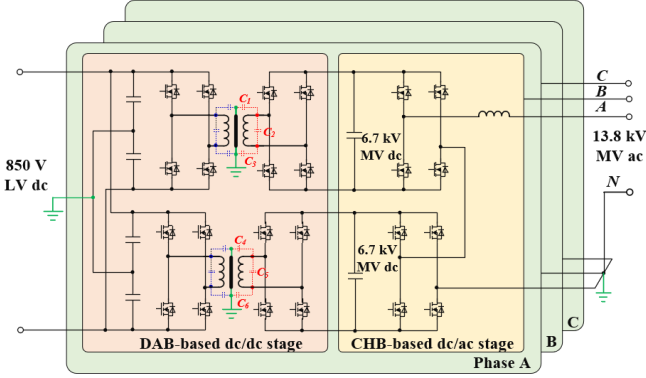 C
B
A
13.8 kV
MV ac
N
850 V
LV dc
C1
C2
C3
6.7 kV
MV dc
C4
C5
C6
6.7 kV
MV dc
DAB-based dc/dc stage
CHB-based dc/ac stage
Phase A
B
C